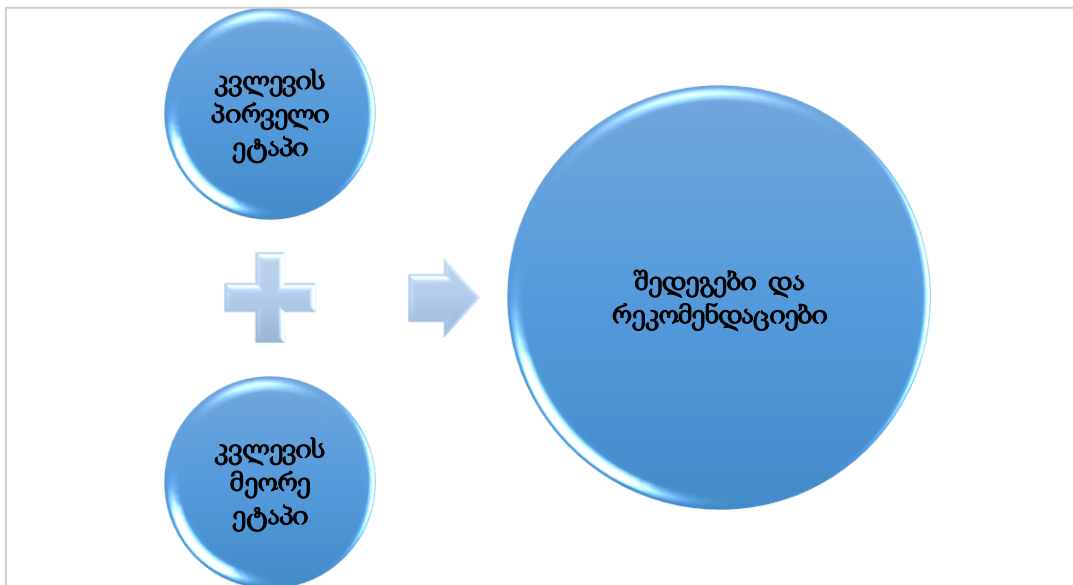 კვლევის
პირველი
ეტაპი
კვლევის
მეორე
ეტაპი
შედეგები და
რეკომენდაციები